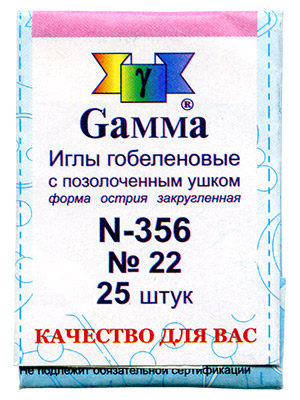 γ
Gamma
®
Иглы гобеленовые
с позолоченным ушком
форма острия закругленная
N-356
№ 22
25 штук
КАЧЕСТВО ДЛЯ ВАС
Не подлежит обязательной сертификации